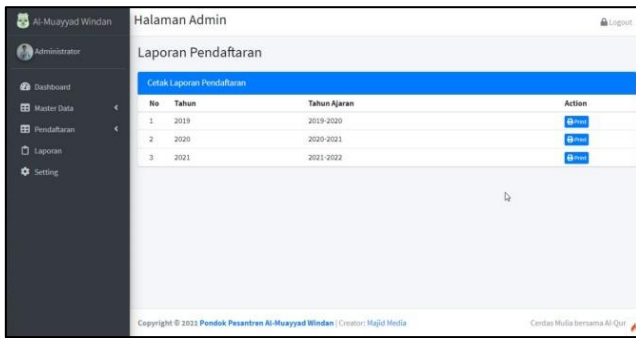 Al-Muayyad Windan
Halaman Admin
Logout
Administrator
Laporan Pendaftaran
Dashboard
Master Data
Pendaftaran
Laporan
Setting
Cetak Laporan Pendaftaran
No Tahun Tahun Ajaran Action
1 2019 2019-2020 Print
2 2020 2020-2021 Print
3 2021 2021-2022 Print
Copyright © 2021 Pondok Pesantren Al-Muayyad Windan | Creator: Majid Media
Cerdas Mulia bersama Al-Qur